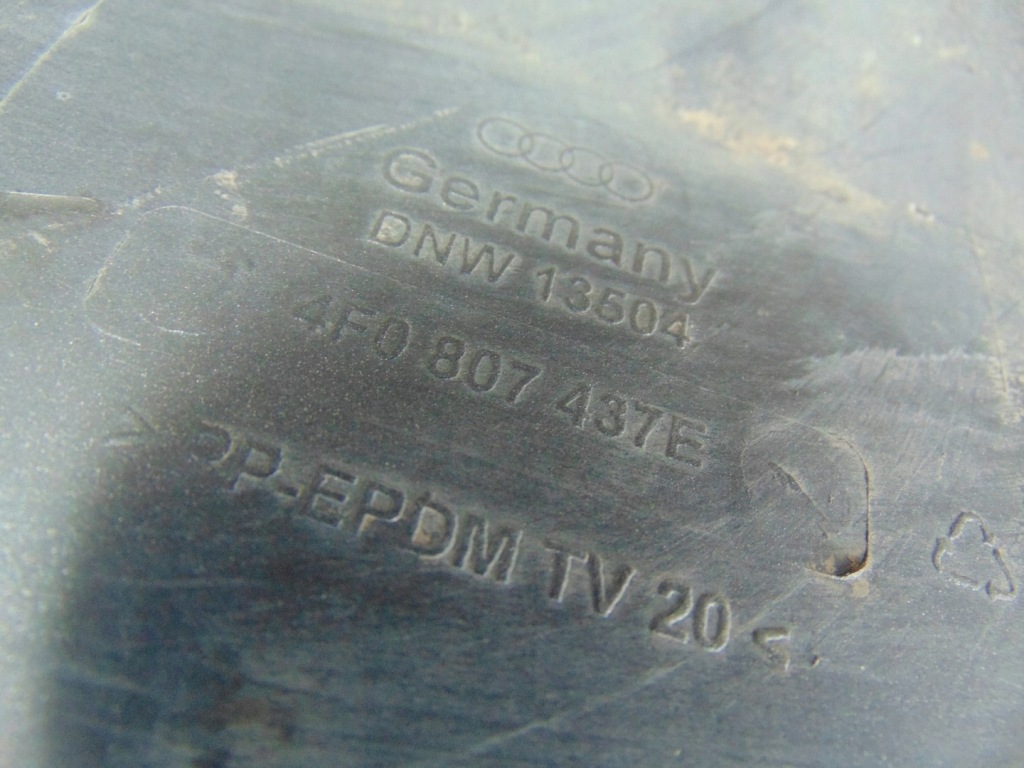 Germany
DNW 13504
4F0 807 437E
>PP-EPDM TV 20<